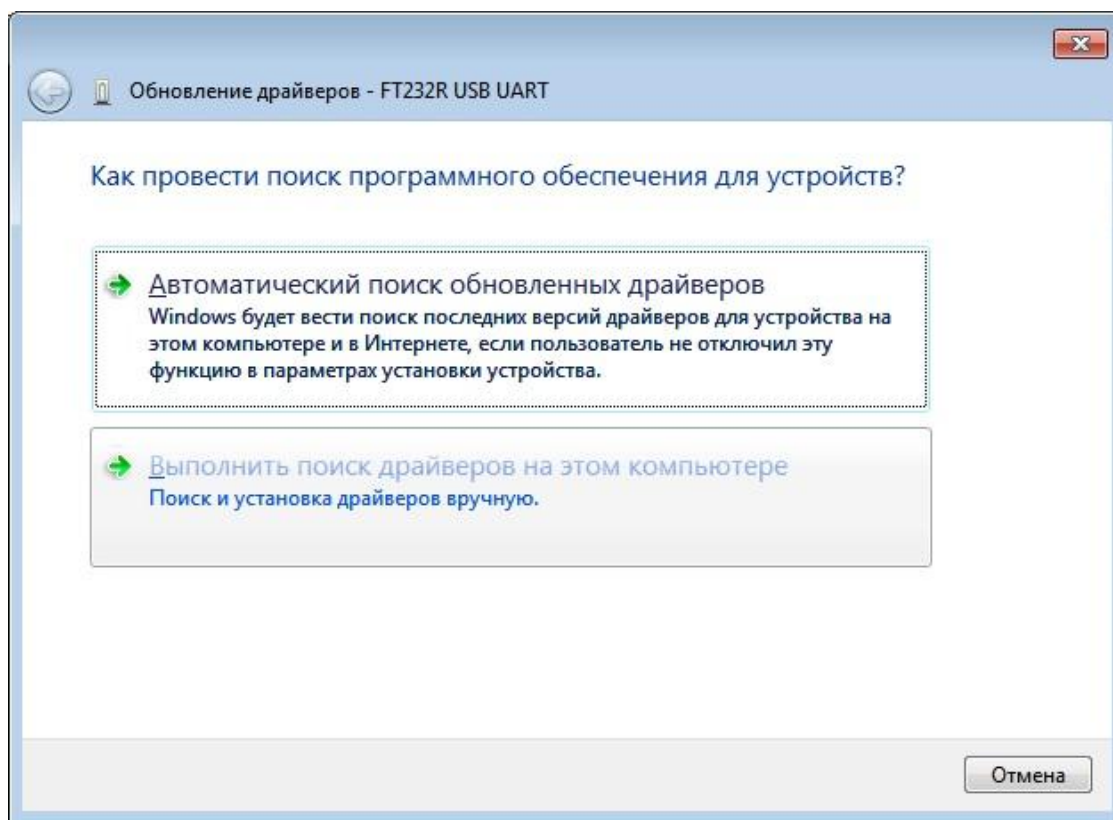 Обновление драйверов - FT232R USB UART
Как провести поиск программного обеспечения для устройств?
Автоматический поиск обновленных драйверов
Windows будет вести поиск последних версий драйверов для устройства на
этом компьютере и в Интернете, если пользователь не отключил эту
функцию в параметрах установки устройства.
Выполнить поиск драйверов на этом компьютере
Поиск и установка драйверов вручную.
Отмена